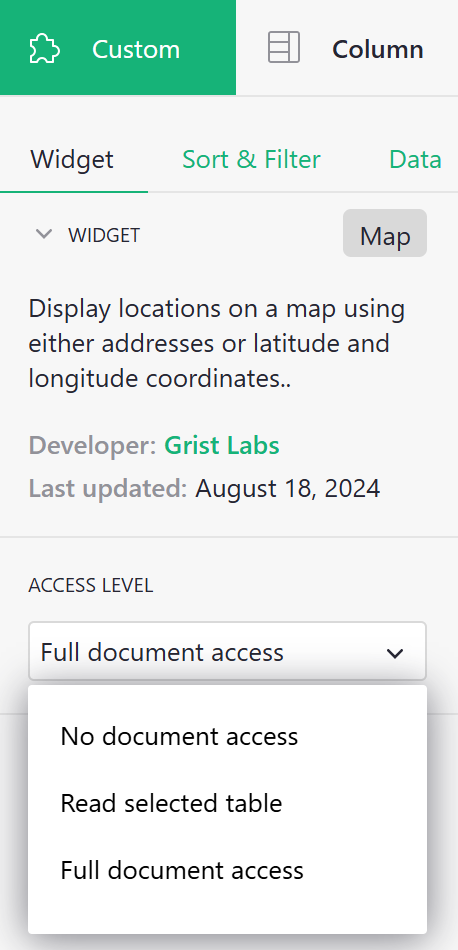 Custom Column
Widget Sort & Filter Data
WIDGET Map
Display locations on a map using
either addresses or latitude and
longitude coordinates..
Developer: Grist Labs
Last updated: August 18, 2024
ACCESS LEVEL
Full document access
No document access
Read selected table
Full document access